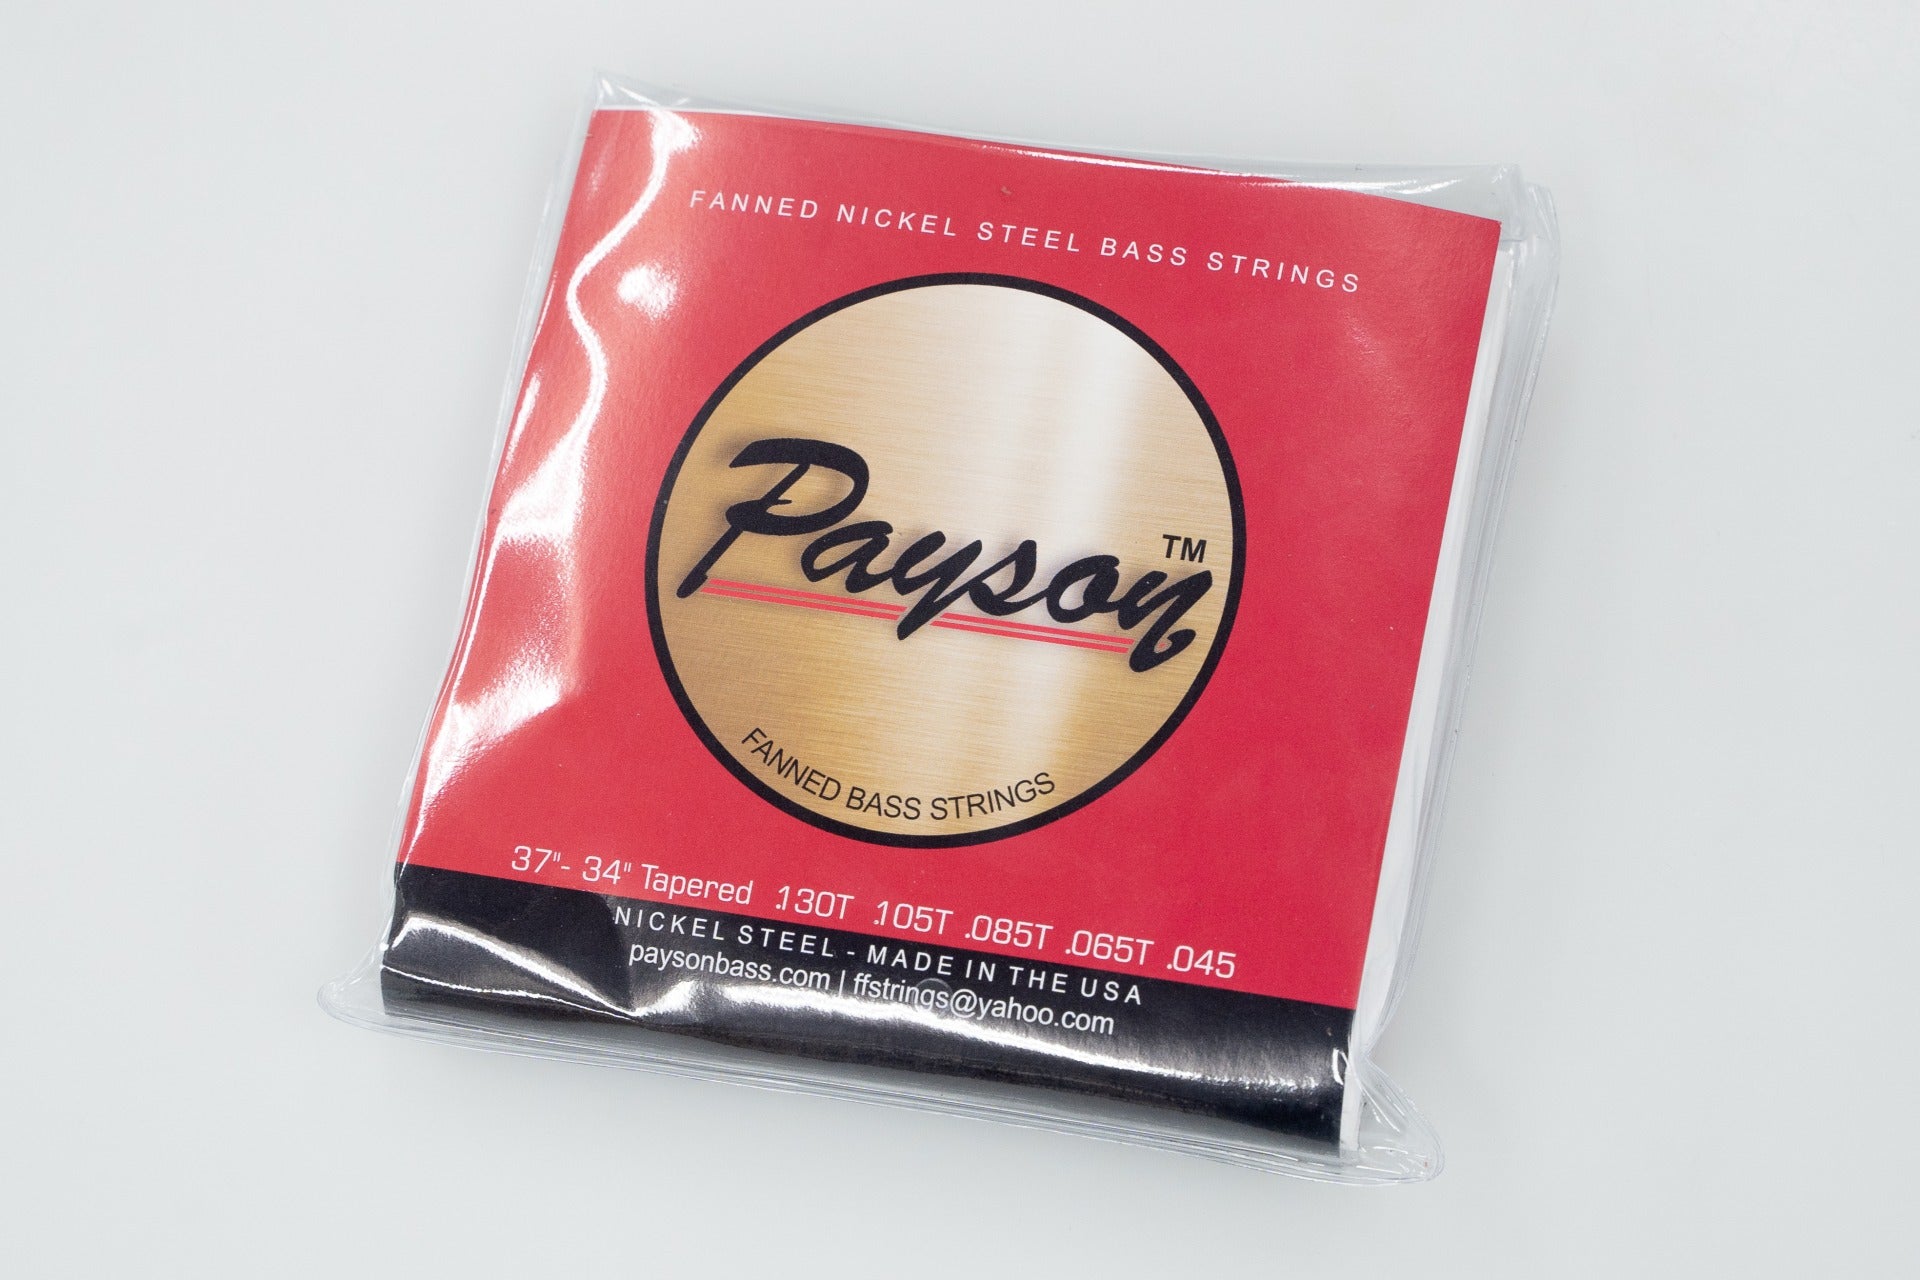 FANNED NICKEL STEEL BASS STRINGS
Payson™
FANNED BASS STRINGS
37"- 34" Tapered .130T .105T .085T .065T .045
NICKEL STEEL - MADE IN THE USA
paysonbass.com | ffstrings@yahoo.com